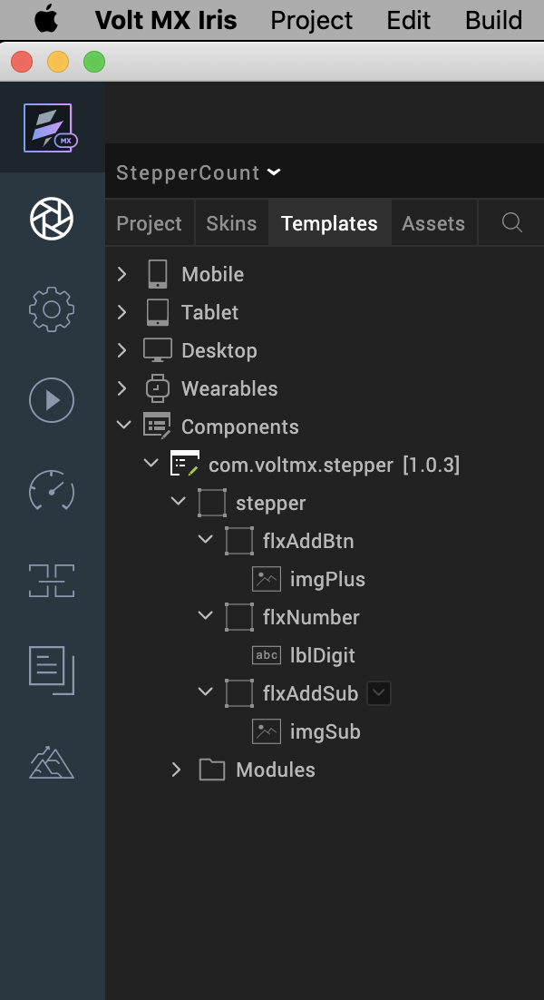 Volt MX Iris Project Edit Build
MX
StepperCount
Project Skins Templates Assets
Mobile
Tablet
Desktop
Wearables
Components
com.voltmx.stepper [1.0.3]
stepper
flxAddBtn
imgPlus
flxNumber
abc lblDigit
flxAddSub
imgSub
Modules